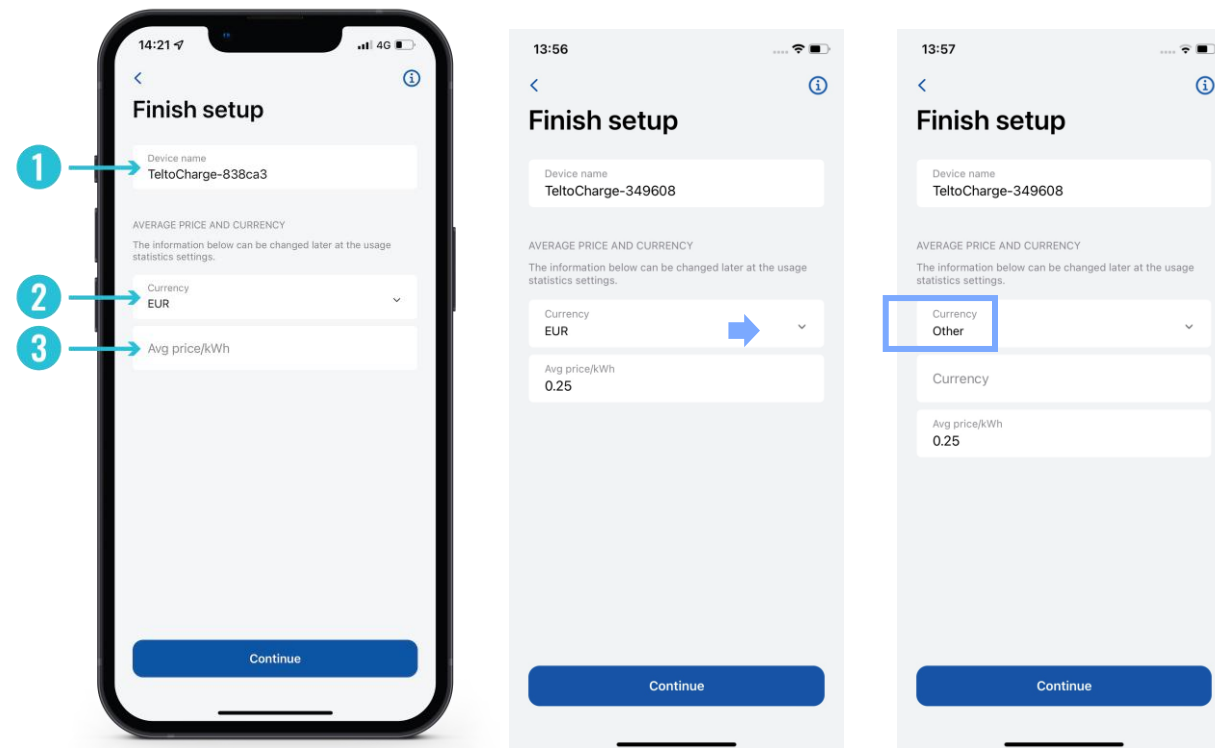 14:21
4G
Finish setup
1
Device name
TeltoCharge-838ca3
AVERAGE PRICE AND CURRENCY
The information below can be changed later at the usage
statistics settings.
2
Currency
EUR
3
Avg price/kWh
Continue
13:56
Finish setup
Device name
TeltoCharge-349608
AVERAGE PRICE AND CURRENCY
The information below can be changed later at the usage
statistics settings.
Currency
EUR
Avg price/kWh
0.25
Continue
13:57
Finish setup
Device name
TeltoCharge-349608
AVERAGE PRICE AND CURRENCY
The information below can be changed later at the usage
statistics settings.
Currency
Other
Currency
Avg price/kWh
0.25
Continue